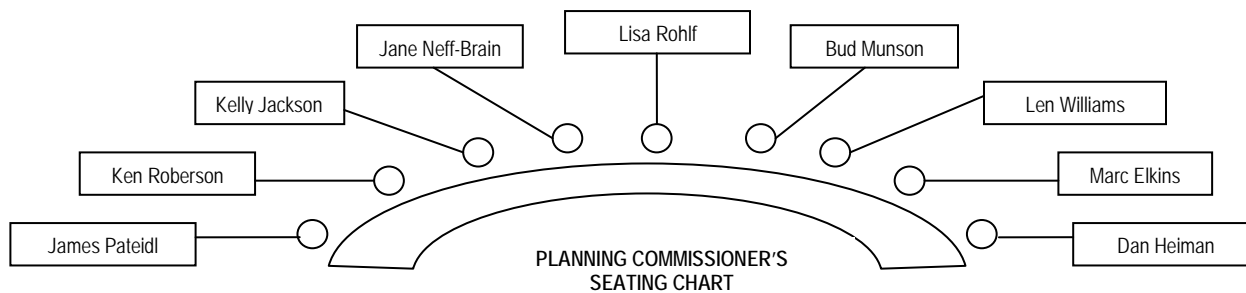 Lisa Rohlf
Jane Neff-Brain
Bud Munson
Kelly Jackson
Len Williams
Ken Roberson
Marc Elkins
James Pateidl
Dan Heiman
PLANNING COMMISSIONER'S
SEATING CHART